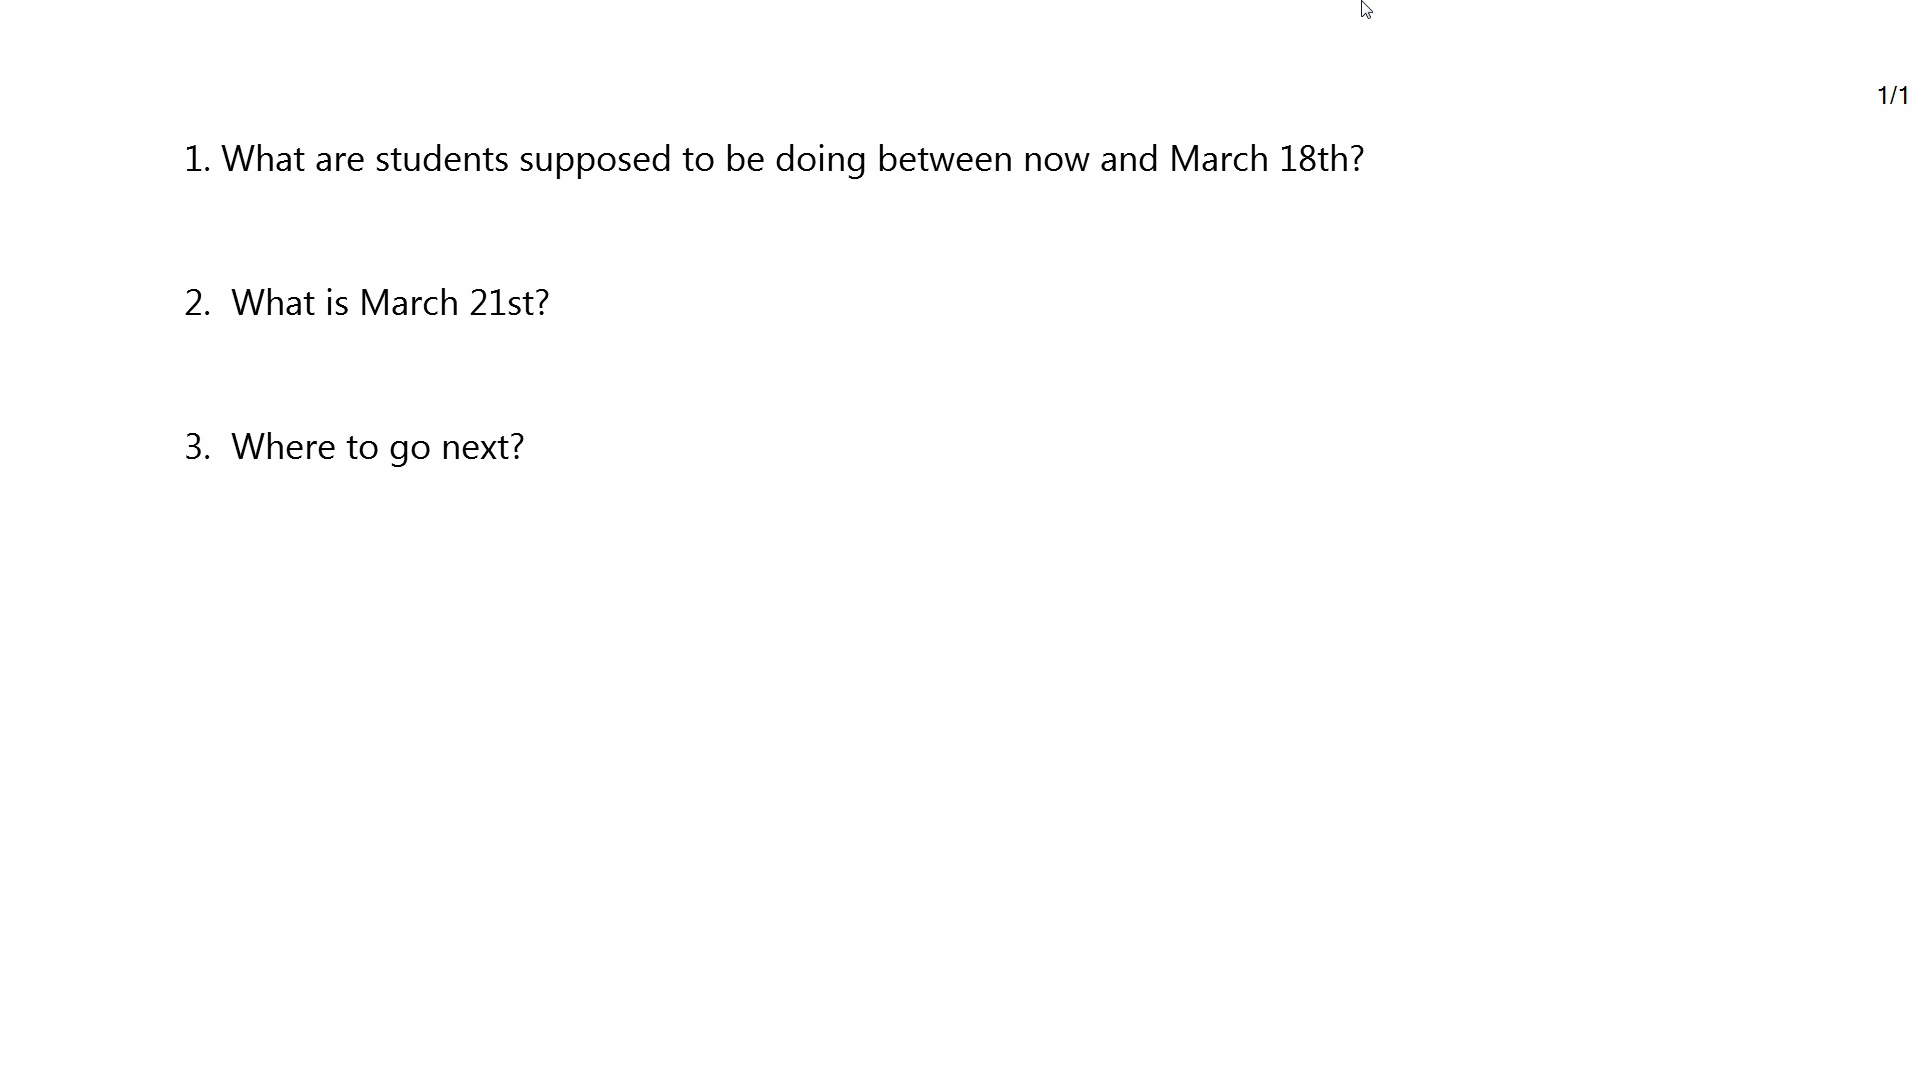 1/1
1. What are students supposed to be doing between now and March 18th?
2.  What is March 21st?
3.  Where to go next?